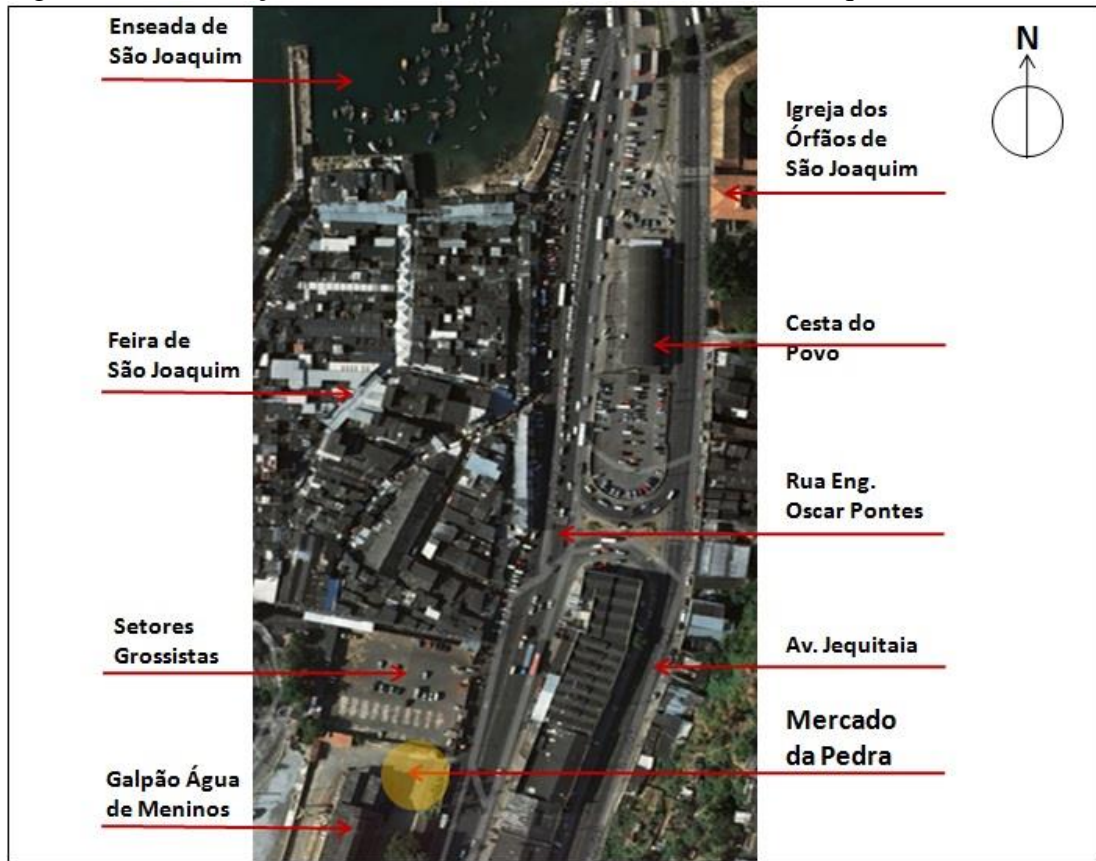 Enseada de
São Joaquim
N
Igreja dos
Órfãos de
São Joaquim
Feira de
São Joaquim
Cesta do
Povo
Rua Eng.
Oscar Pontes
Setores
Grossistas
Av. Jequitaia
Mercado
da Pedra
Galpão Água
de Meninos